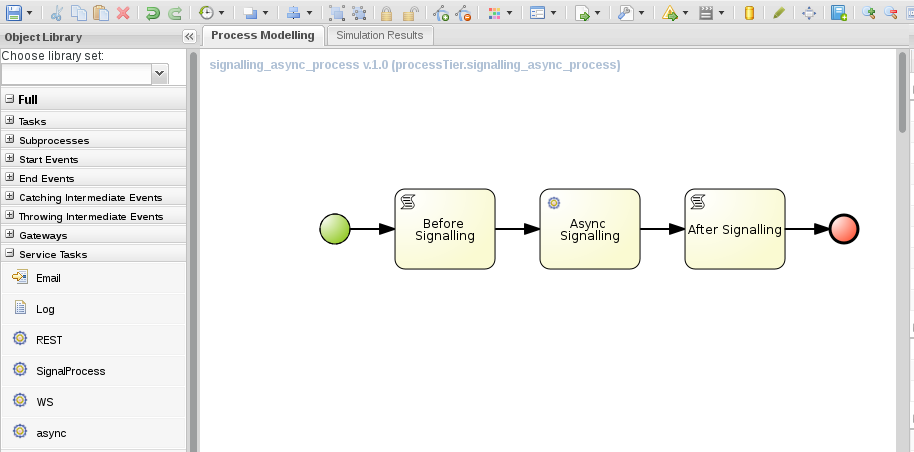 Object Library
Process Modelling
Simulation Results
Choose library set:
signalling_async_process v.1.0 (processTier.signalling_async_process)
Full
Tasks
Subprocesses
Start Events
End Events
Catching Intermediate Events
Throwing Intermediate Events
Gateways
Service Tasks
Email
Log
REST
SignalProcess
WS
async
Before
Signalling
Async
Signalling
After Signalling